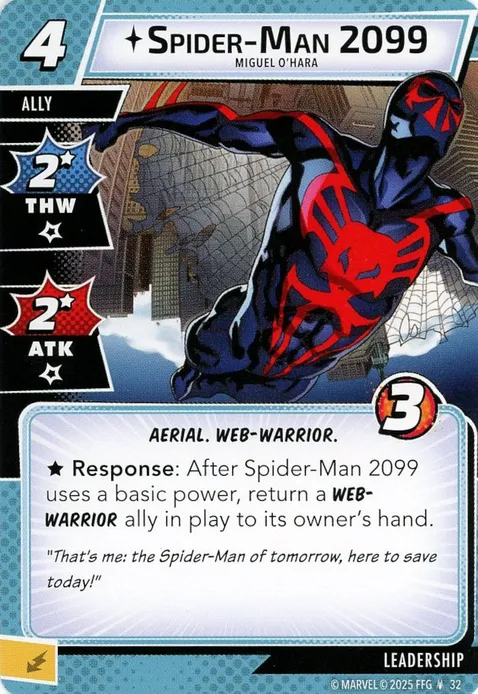 4
SPIDER-MAN 2099
MIGUEL O'HARA
ALLY
2★
THW
2★
ATK
3
AERIAL. WEB-WARRIOR.
★ Response: After Spider-Man 2099
uses a basic power, return a WEB-
WARRIOR ally in play to its owner's hand.
"That's me: the Spider-Man of tomorrow, here to save
today!"
LEADERSHIP
© MARVEL © 2025 FFG 32